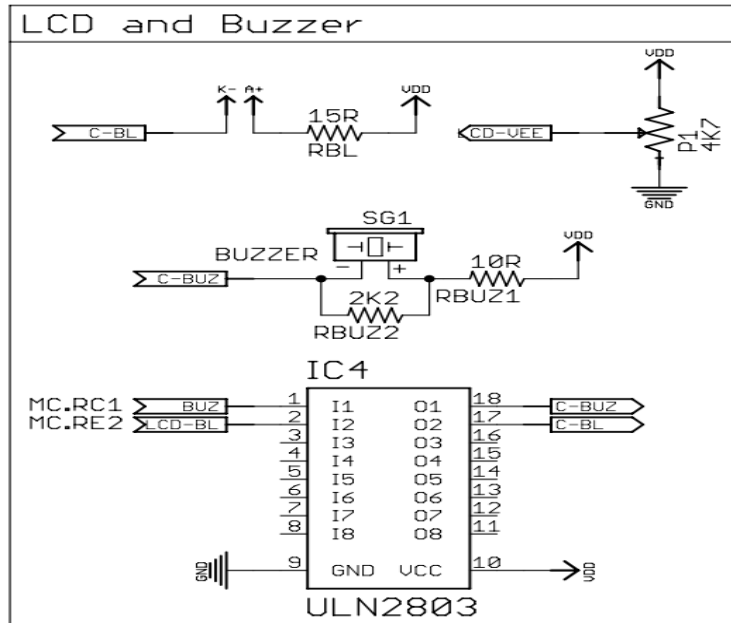 LCD and Buzzer
K- A+
VDD
VDD
15R
C-BL
RBL
LCD-VEE
P1
4K7
GND
SG1
BUZZER
VDD
- +
10R
C-BUZ
2K2
RBUZ1
RBUZ2
IC4
MC.RC1 BUZ 1 I1 O1 18 C-BUZ
MC.RE2 LCD-BL 2 I2 O2 17 C-BL
3 I3 O3 16
4 I4 O4 15
5 I5 O5 14
6 I6 O6 13
7 I7 O7 12
8 I8 O8 11
GND 9 GND VCC 10 VDD
ULN2803